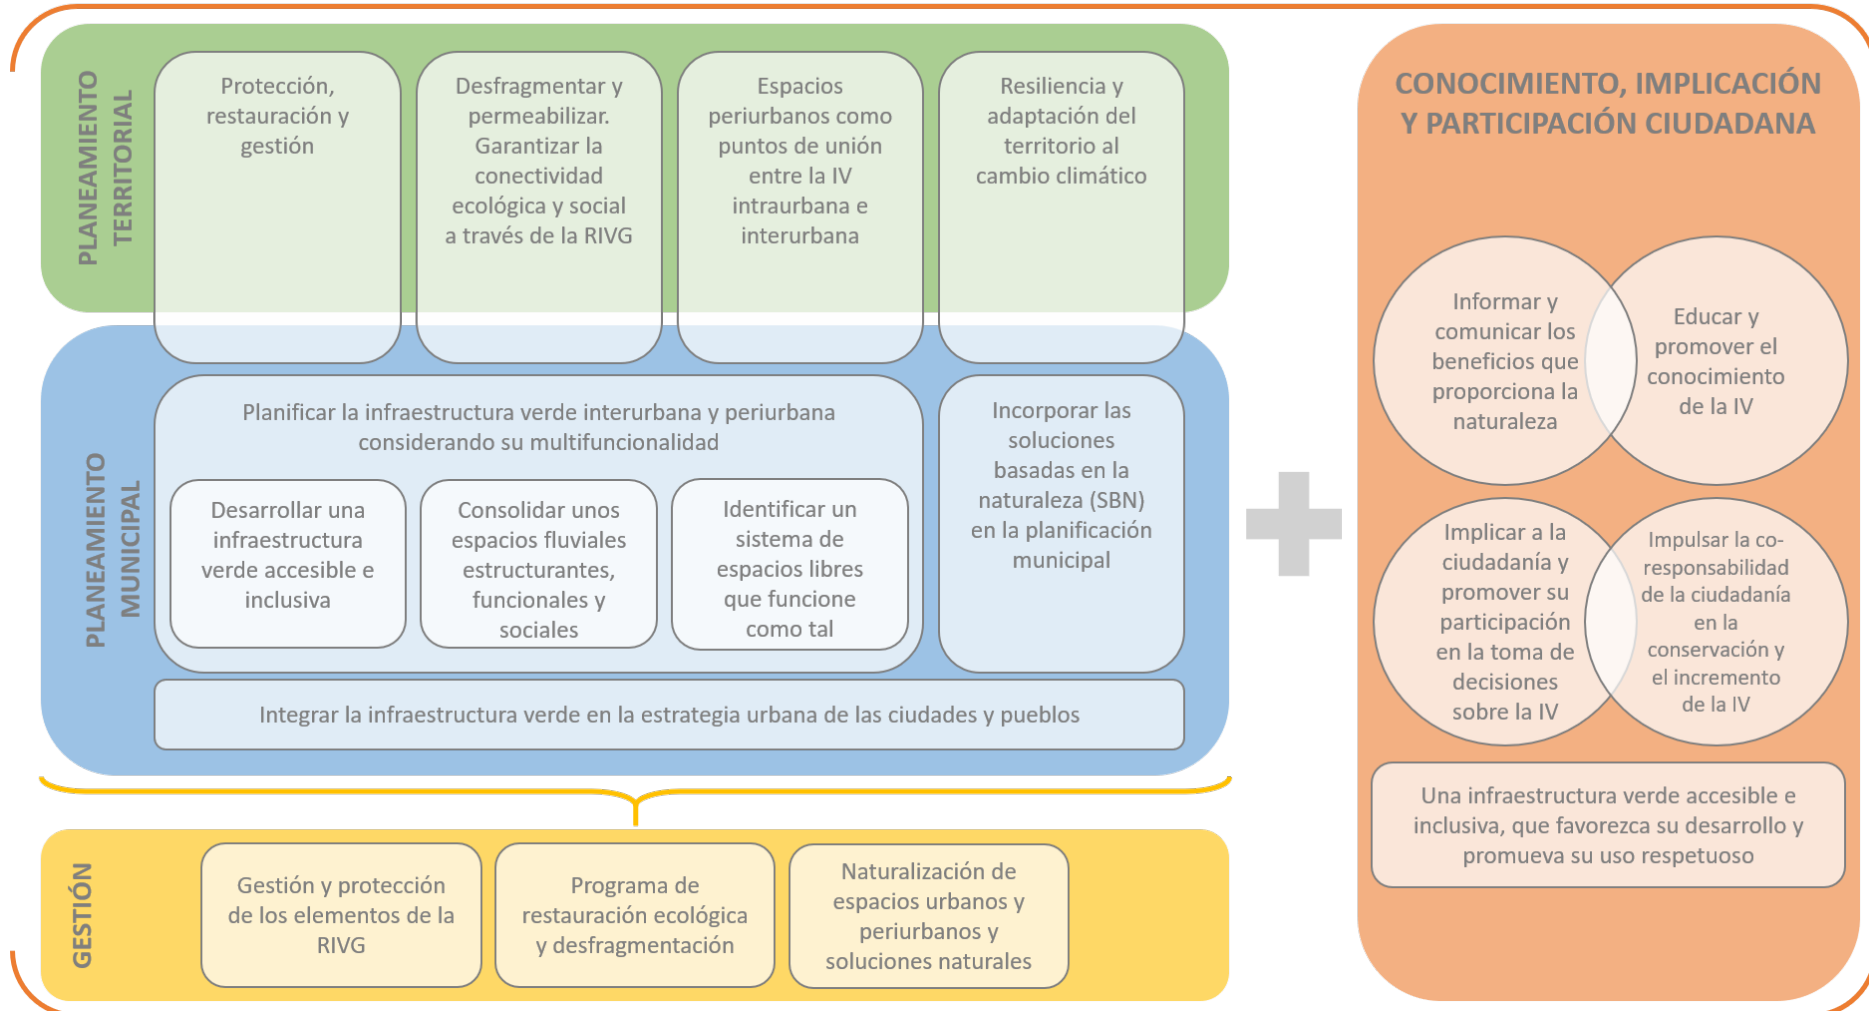 PLANEAMIENTO
TERRITORIAL
Protección,
restauración y
gestión
Desfragmentar y
permeabilizar.
Garantizar la
conectividad
ecológica y social
a través de la RIVG
Espacios
periurbanos como
puntos de unión
entre la IV
intraurbana e
interurbana
Resiliencia y
adaptación del
territorio al
cambio climático
PLANEAMIENTO
MUNICIPAL
Planificar la infraestructura verde interurbana y periurbana
considerando su multifuncionalidad
Desarrollar una
infraestructura
verde accesible e
inclusiva
Consolidar unos
espacios fluviales
estructurantes,
funcionales y
sociales
Identificar un
sistema de
espacios libres
que funcione
como tal
Incorporar las
soluciones
basadas en la
naturaleza (SBN)
en la planificación
municipal
Integrar la infraestructura verde en la estrategia urbana de las ciudades y pueblos
GESTIÓN
Gestión y protección
de los elementos de la
RIVG
Programa de
restauración ecológica
y desfragmentación
Naturalización de
espacios urbanos y
periurbanos y
soluciones naturales
CONOCIMIENTO, IMPLICACIÓN
Y PARTICIPACIÓN CIUDADANA
Informar y
comunicar los
beneficios que
proporciona la
naturaleza
Educar y
promover el
conocimiento
de la IV
Implicar a la
ciudadanía y
promover su
participación
en la toma de
decisiones
sobre la IV
Impulsar la co-
responsabilidad
de la ciudadanía
en la
conservación y
el incremento
de la IV
Una infraestructura verde accesible e
inclusiva, que favorezca su desarrollo y
promueva su uso respetuoso